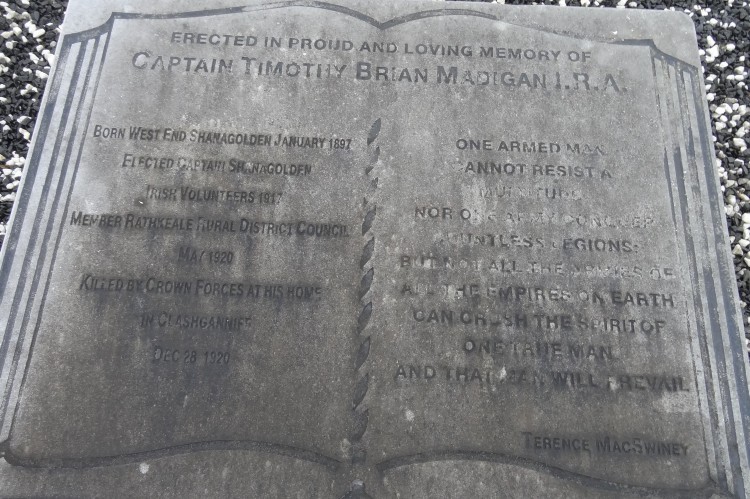 ERECTED IN PROUD AND LOVING MEMORY OF
CAPTAIN TIMOTHY BRIAN MADIGAN I.R.A.
BORN WEST END SHANAGOLDEN JANUARY 1897
ELECTED CAPTAIN SHANAGOLDEN
IRISH VOLUNTEERS 1917
MEMBER RATHKEALE RURAL DISTRICT COUNCIL
MAY 1920
KILLED BY CROWN FORCES AT HIS HOME
IN CLASHGANNIFF
DEC 28 1920
ONE ARMED MAN
CANNOT RESIST A
MULTITUDE
NOR ONE ARMY CONQUER
COUNTLESS LEGIONS:
BUT NOT ALL THE ARMIES OF
ALL THE EMPIRES ON EARTH
CAN CRUSH THE SPIRIT OF
ONE TRUE MAN
AND THAT MAN WILL PREVAIL
TERENCE MACSWINEY